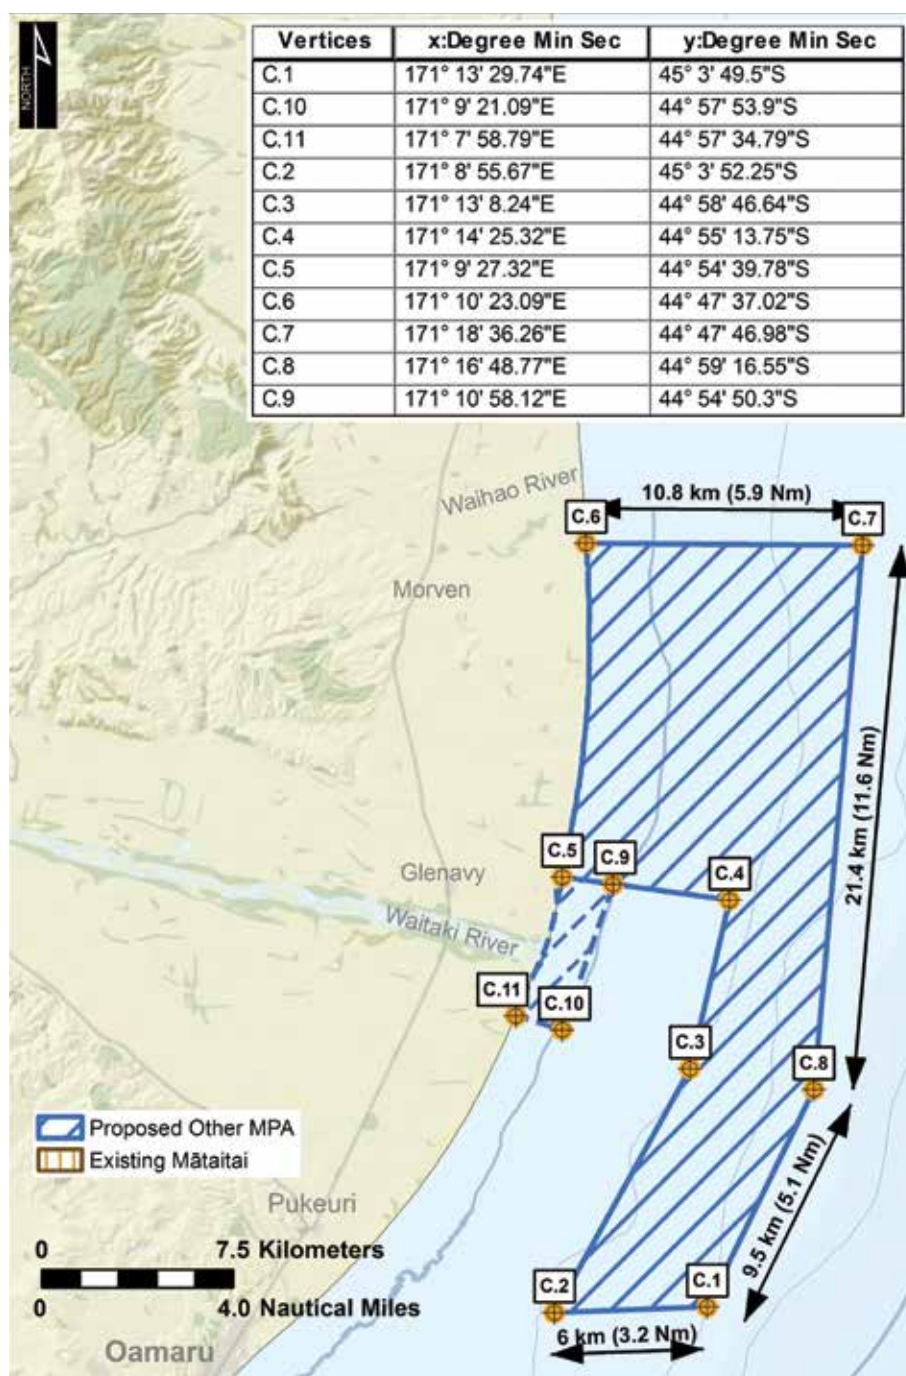 NORTH
Vertices x:Degree Min Sec y:Degree Min Sec
C.1 171° 13' 29.74"E 45° 3' 49.5"S
C.10 171° 9' 21.09"E 44° 57' 53.9"S
C.11 171° 7' 58.79"E 44° 57' 34.79"S
C.2 171° 8' 55.67"E 45° 3' 52.25"S
C.3 171° 13' 8.24"E 44° 58' 46.64"S
C.4 171° 14' 25.32"E 44° 55' 13.75"S
C.5 171° 9' 27.32"E 44° 54' 39.78"S
C.6 171° 10' 23.09"E 44° 47' 37.02"S
C.7 171° 18' 36.26"E 44° 47' 46.98"S
C.8 171° 16' 48.77"E 44° 59' 16.55"S
C.9 171° 10' 58.12"E 44° 54' 50.3"S
Waihao River
10.8 km (5.9 Nm)
C.6
C.7
Morven
21.4 km (11.6 Nm)
C.5
C.9
C.4
Glenavy
Waitaki River
C.11
C.10
C.3
C.8
Proposed Other MPA
Existing Mātaitai
9.5 km (5.1 Nm)
Pukeuri
0 7.5 Kilometers
0 4.0 Nautical Miles
C.2
C.1
6 km (3.2 Nm)
Oamaru